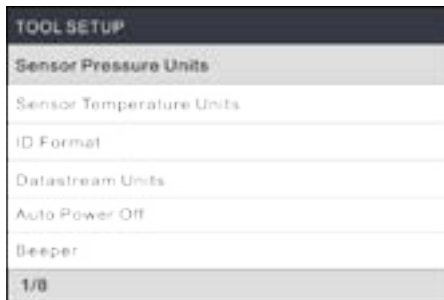 TOOL SETUP
Sensor Pressure Units
Sensor Temperature Units
ID Format
Datastream Units
Auto Power Off
Beeper
1/8